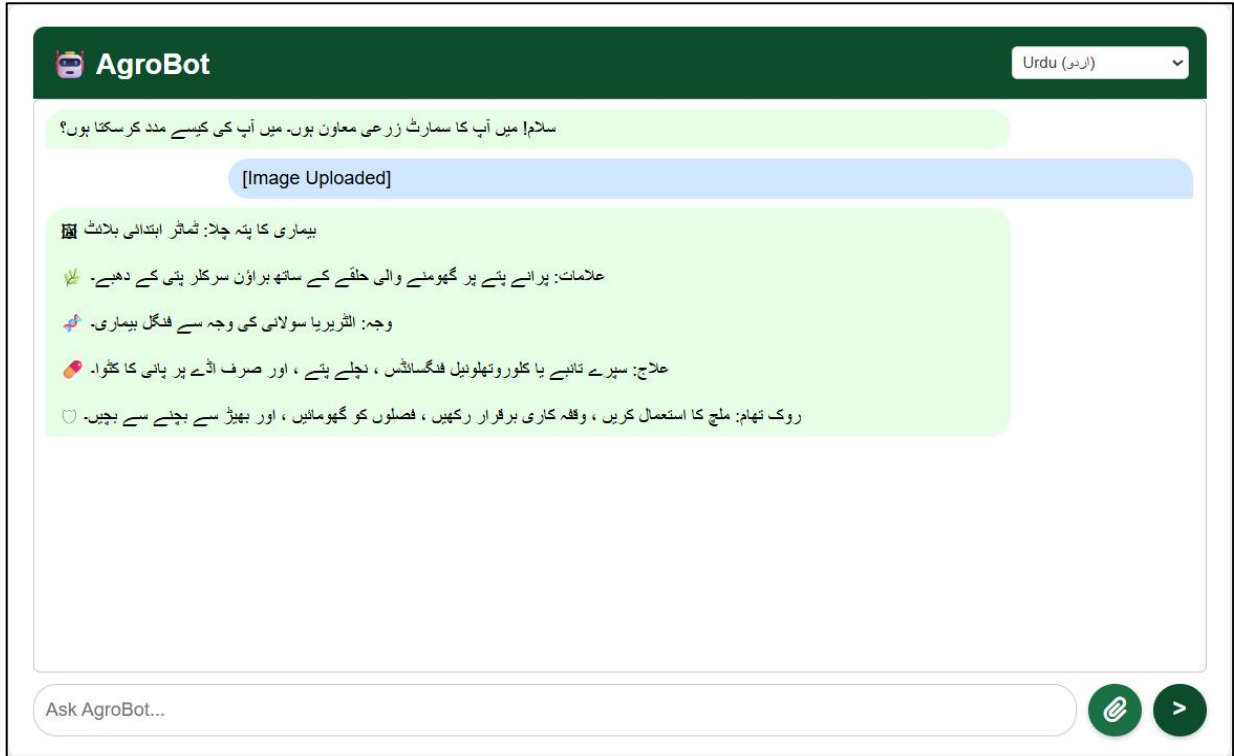 AgroBot
Urdu (اردو)
سلام! میں آپ کا سمارٹ زرعی معاون ہوں۔ میں آپ کی کیسے مدد کرسکتا ہوں؟
[Image Uploaded]
بیماری کا پتہ چلا: ٹماٹر ابتدائی بلائٹ
علامات: پرانے پتے پر گھومنے والی حلقے کے ساتھ براؤن سرکلر پتی کے دھبے۔
وجہ: الٹریریا سولانی کی وجہ سے فنگل بیماری۔
علاج: سپرے تانبے یا کلوروتھلونیل فنگسائڈس ، نچلے پتے ، اور صرف اڈے پر پانی کا کٹوا۔
روک تھام: ملچ کا استعمال کریں ، وقفہ کاری برقرار رکھیں ، فصلوں کو گھومائیں ، اور بھیڑ سے بچنے سے بچیں۔
Ask AgroBot...
>